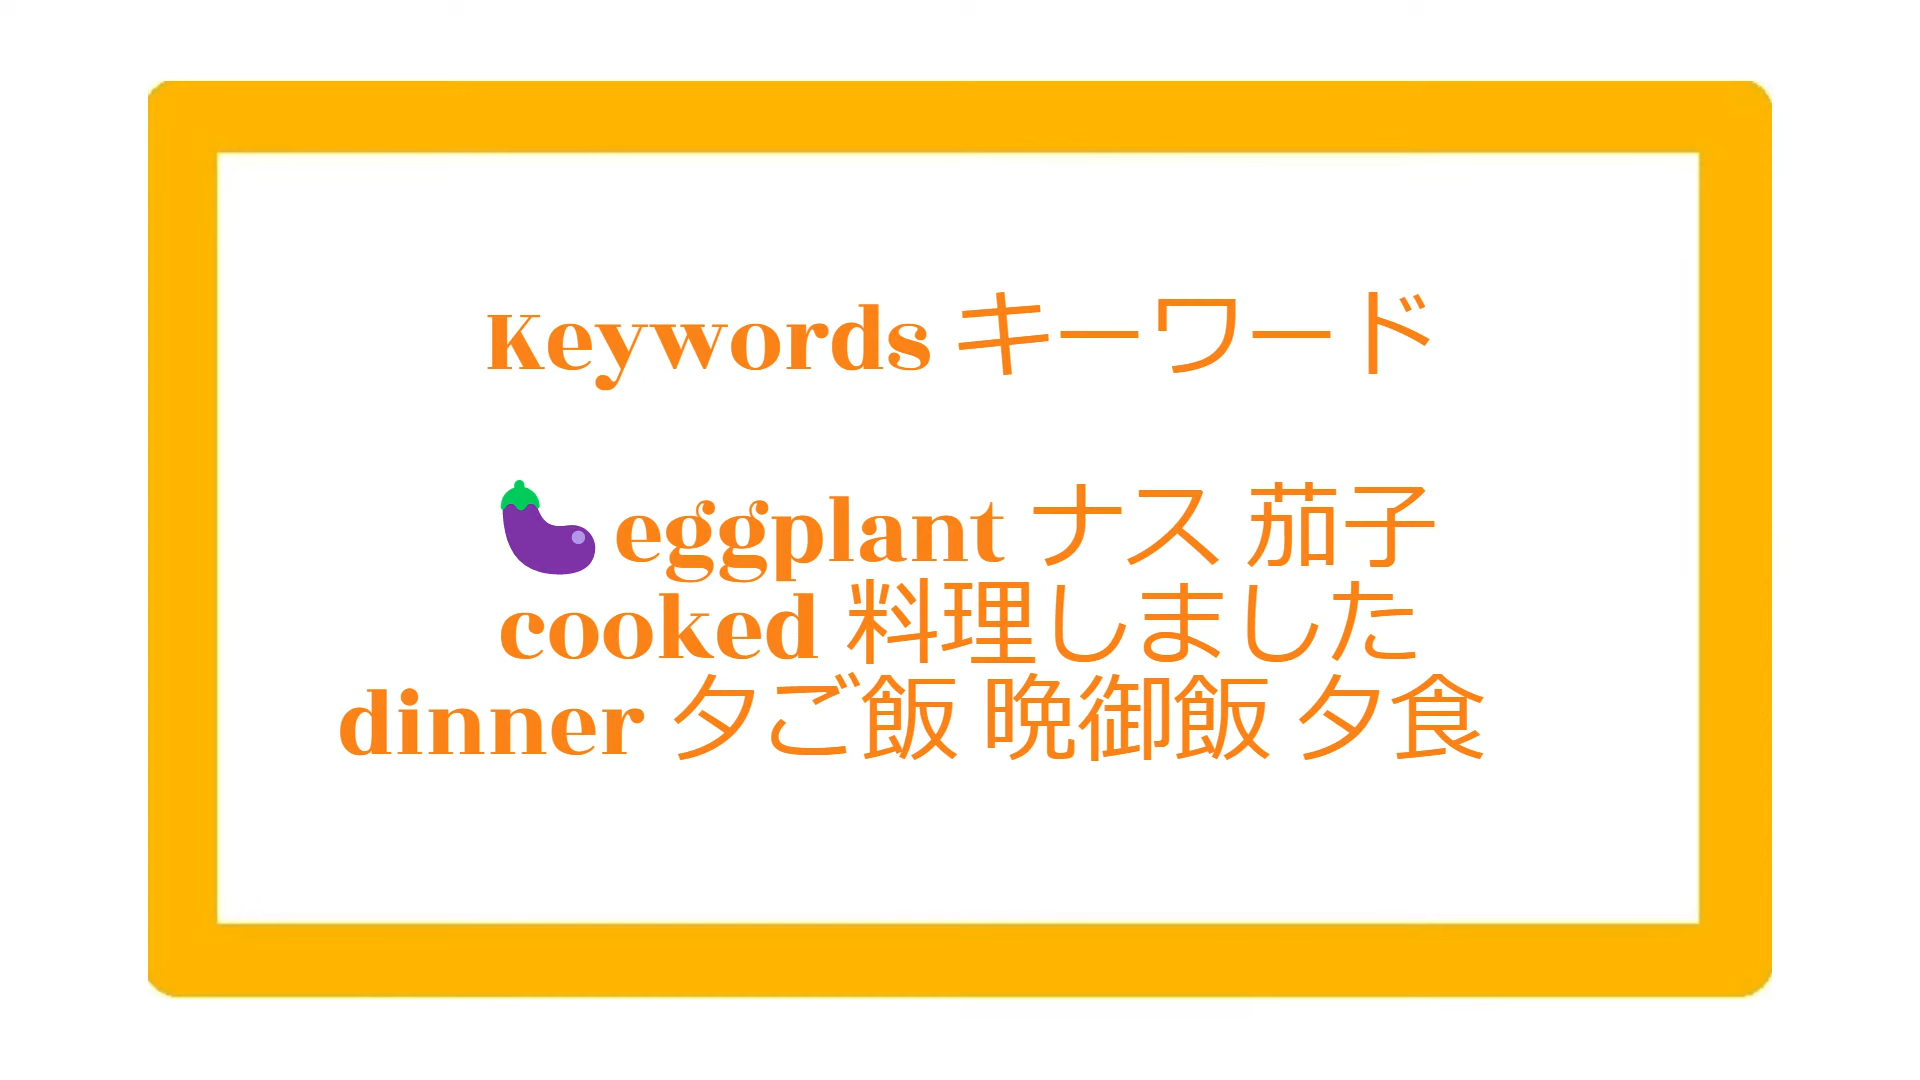 Keywords キーワード
🍆 eggplant ナス 茄子
cooked 料理しました
dinner 夕ご飯 晩御飯 夕食